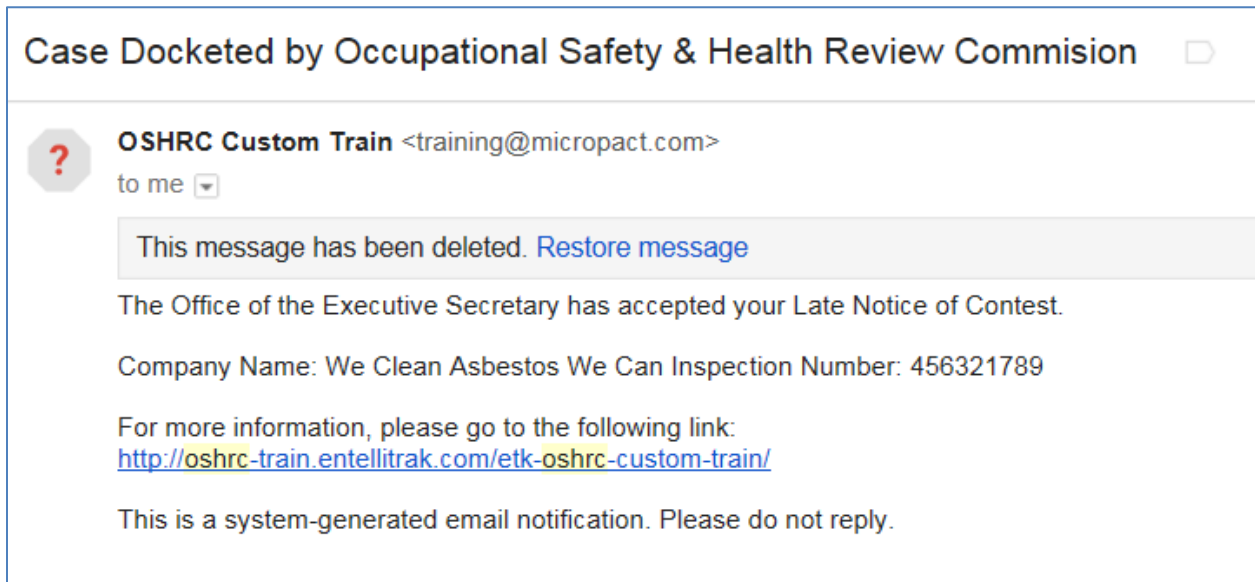 Case Docketed by Occupational Safety & Health Review Commision
OSHRC Custom Train <training@micropact.com>
to me
This message has been deleted. Restore message
The Office of the Executive Secretary has accepted your Late Notice of Contest.
Company Name: We Clean Asbestos We Can Inspection Number: 456321789
For more information, please go to the following link:
http://oshrc-train.entellitrak.com/etk-oshrc-custom-train/
This is a system-generated email notification. Please do not reply.